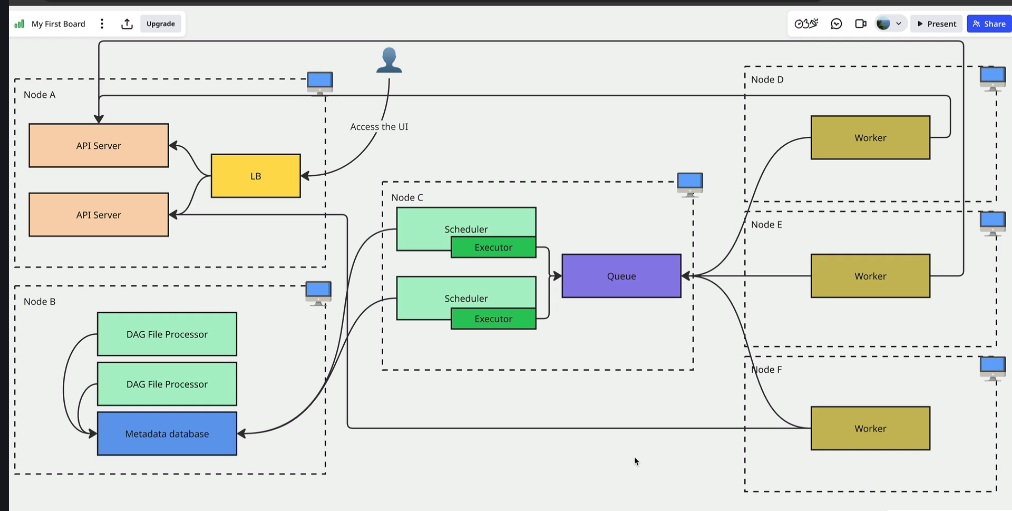 My First Board
Upgrade
Present
Share
Access the UI
Node A
API Server
API Server
LB
Node B
DAG File Processor
DAG File Processor
Metadata database
Node C
Scheduler
Executor
Scheduler
Executor
Queue
Node D
Worker
Node E
Worker
Node F
Worker